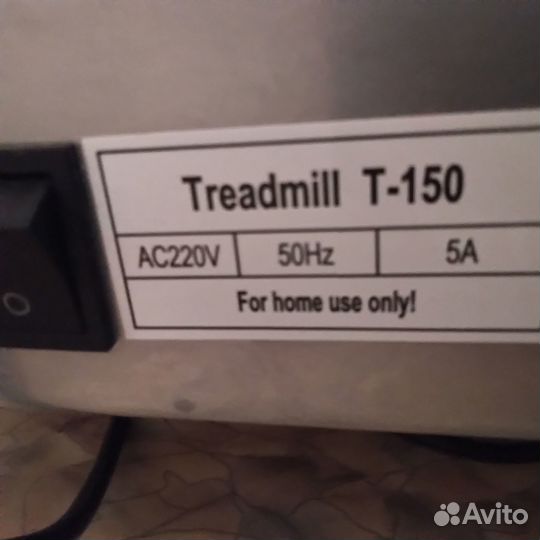 Treadmill T-150
AC220V 50Hz 5A
For home use only!
Avito